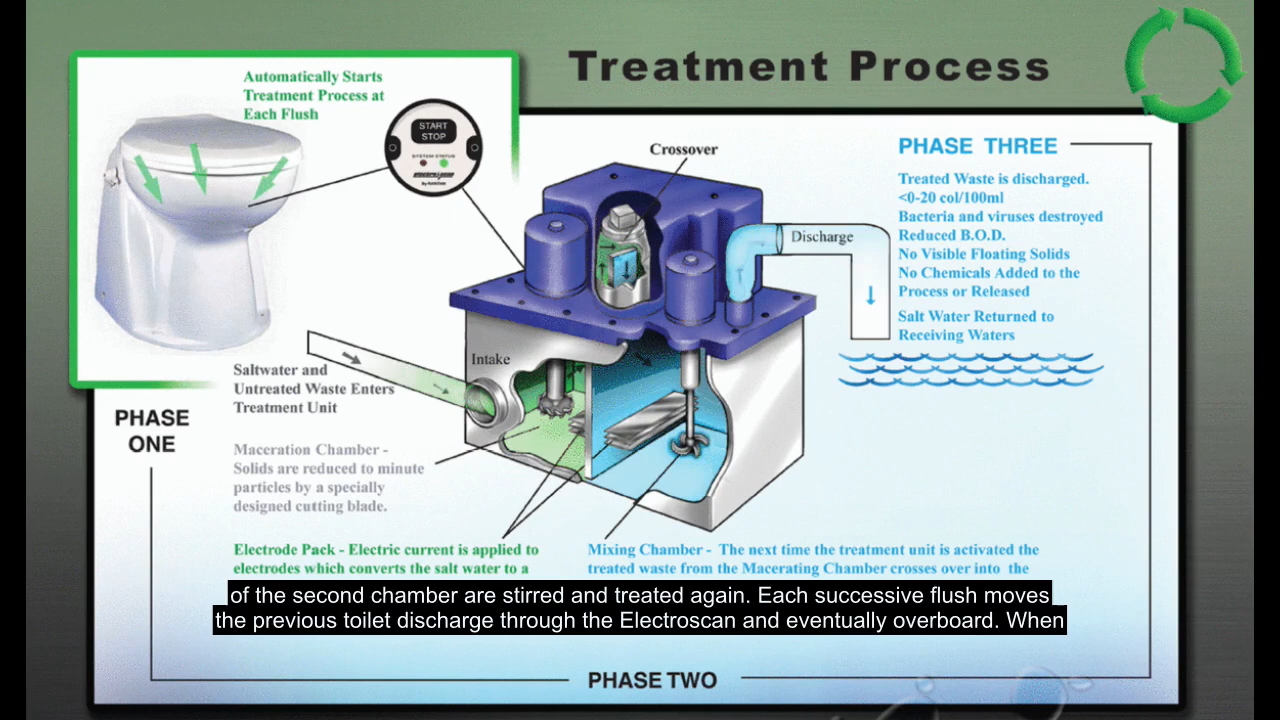 Treatment Process
Automatically Starts
Treatment Process at
Each Flush
START
STOP
SYSTEM STATUS
Crossover
PHASE THREE
Treated Waste is discharged.
<0-20 col/100ml
Bacteria and viruses destroyed
Reduced B.O.D.
No Visible Floating Solids
No Chemicals Added to the
Process or Released
Salt Water Returned to
Receiving Waters
Discharge
Intake
Saltwater and
Untreated Waste Enters
Treatment Unit
PHASE
ONE
Maceration Chamber -
Solids are reduced to minute
particles by a specially
designed cutting blade.
Electrode Pack - Electric current is applied to
electrodes which converts the salt water to a
Mixing Chamber - The next time the treatment unit is activated the
treated waste from the Macerating Chamber crosses over into the
of the second chamber are stirred and treated again. Each successive flush moves
the previous toilet discharge through the Electroscan and eventually overboard. When
PHASE TWO